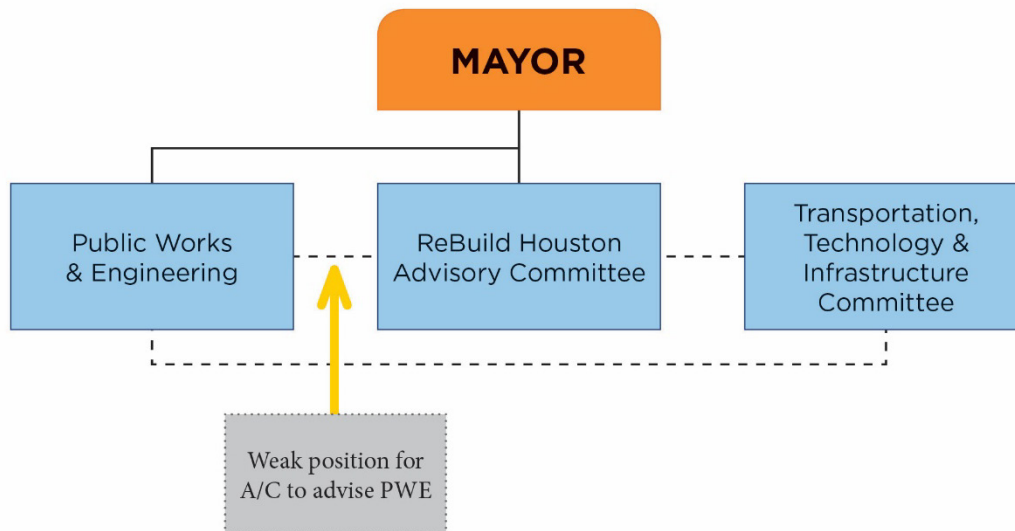 MAYOR
Public Works
& Engineering
ReBuild Houston
Advisory Committee
Transportation,
Technology &
Infrastructure
Committee
Weak position for
A/C to advise PWE